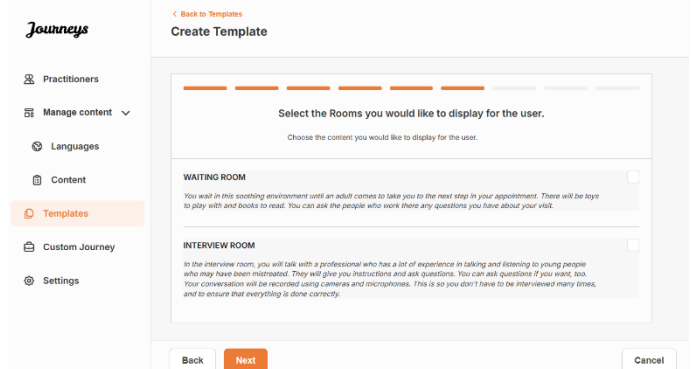 Journeys
Practitioners
Manage content
Languages
Content
Templates
Custom Journey
Settings
Back to Templates
Create Template
Select the Rooms you would like to display for the user.
Choose the content you would like to display for the user.
WAITING ROOM
You wait in this soothing environment until an adult comes to take you to the next step in your appointment. There will be toys
to play with and books to read. You can ask the people who work there any questions you have about your visit.
INTERVIEW ROOM
In the interview room, you will talk with a professional who has a lot of experience in talking and listening to young people
who may have been mistreated. They will give you instructions and ask questions. You can ask questions if you want, too.
Your conversation will be recorded using cameras and microphones. This is so you don't have to be interviewed many times,
and to ensure that everything is done correctly.
Back
Next
Cancel